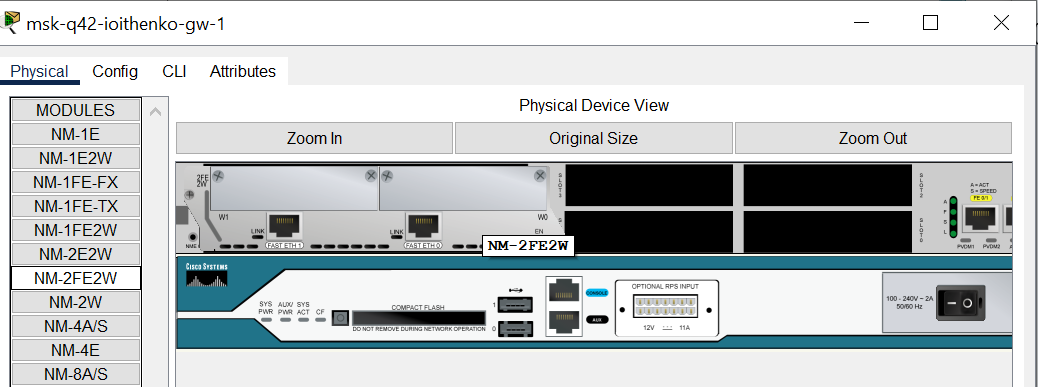 msk-q42-ioithenko-gw-1
Physical Config CLI Attributes
MODULES
NM-1E
NM-1E2W
NM-1FE-FX
NM-1FE-TX
NM-1FE2W
NM-2E2W
NM-2FE2W
NM-2W
NM-4A/S
NM-4E
NM-8A/S
Physical Device View
Zoom In Original Size Zoom Out
2FE
2W
W1
W0
LINK
LINK
EN
FAST ETH 1
FAST ETH 0
NME
NM-2FE2W
SLOT3
SLOT2
SLOT0
A = ACT
S = SPEED
FE 0/1
A
F
S
L
PVDM1 PVDM2
CISCO SYSTEMS
SYS PWR
AUX/ PWR
SYS ACT
CF
COMPACT FLASH
DO NOT REMOVE DURING NETWORK OPERATION
1
0
CONSOLE
AUX
OPTIONAL RPS INPUT
12V 11A
100 - 240V ~ 2A
50/60 Hz